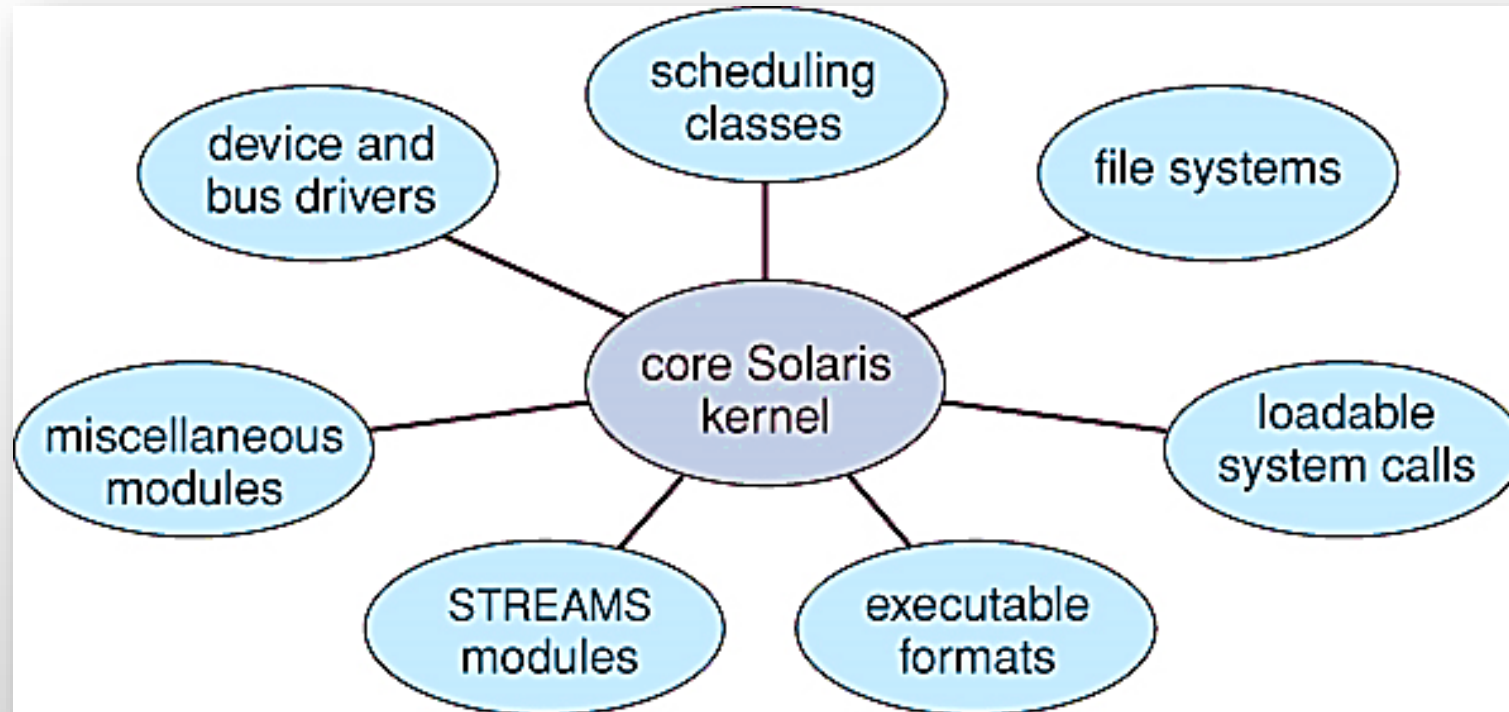 scheduling
classes
device and
bus drivers
file systems
core Solaris
kernel
miscellaneous
modules
loadable
system calls
STREAMS
modules
executable
formats